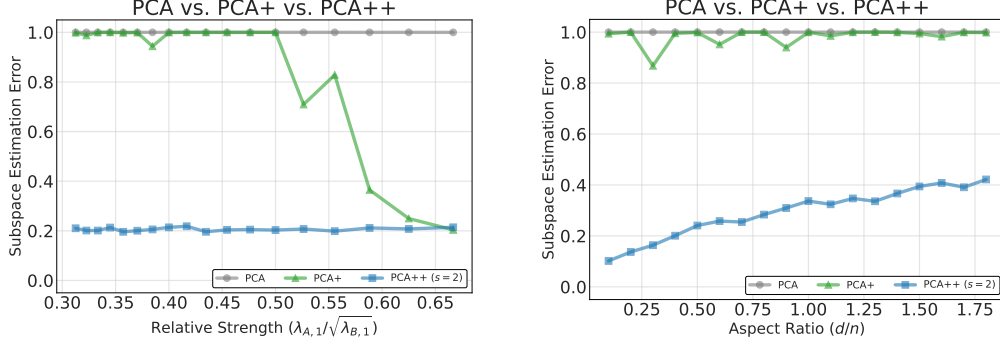 PCA vs. PCA+ vs. PCA++
Subspace Estimation Error
1.0
0.8
0.6
0.4
0.2
0.0
PCA PCA+ PCA++ (s = 2)
0.30 0.35 0.40 0.45 0.50 0.55 0.60 0.65
Relative Strength (λ_{A,1}/√λ_{B,1})
PCA vs. PCA+ vs. PCA++
Subspace Estimation Error
1.0
0.8
0.6
0.4
0.2
0.0
PCA PCA+ PCA++ (s = 2)
0.25 0.50 0.75 1.00 1.25 1.50 1.75
Aspect Ratio (d/n)